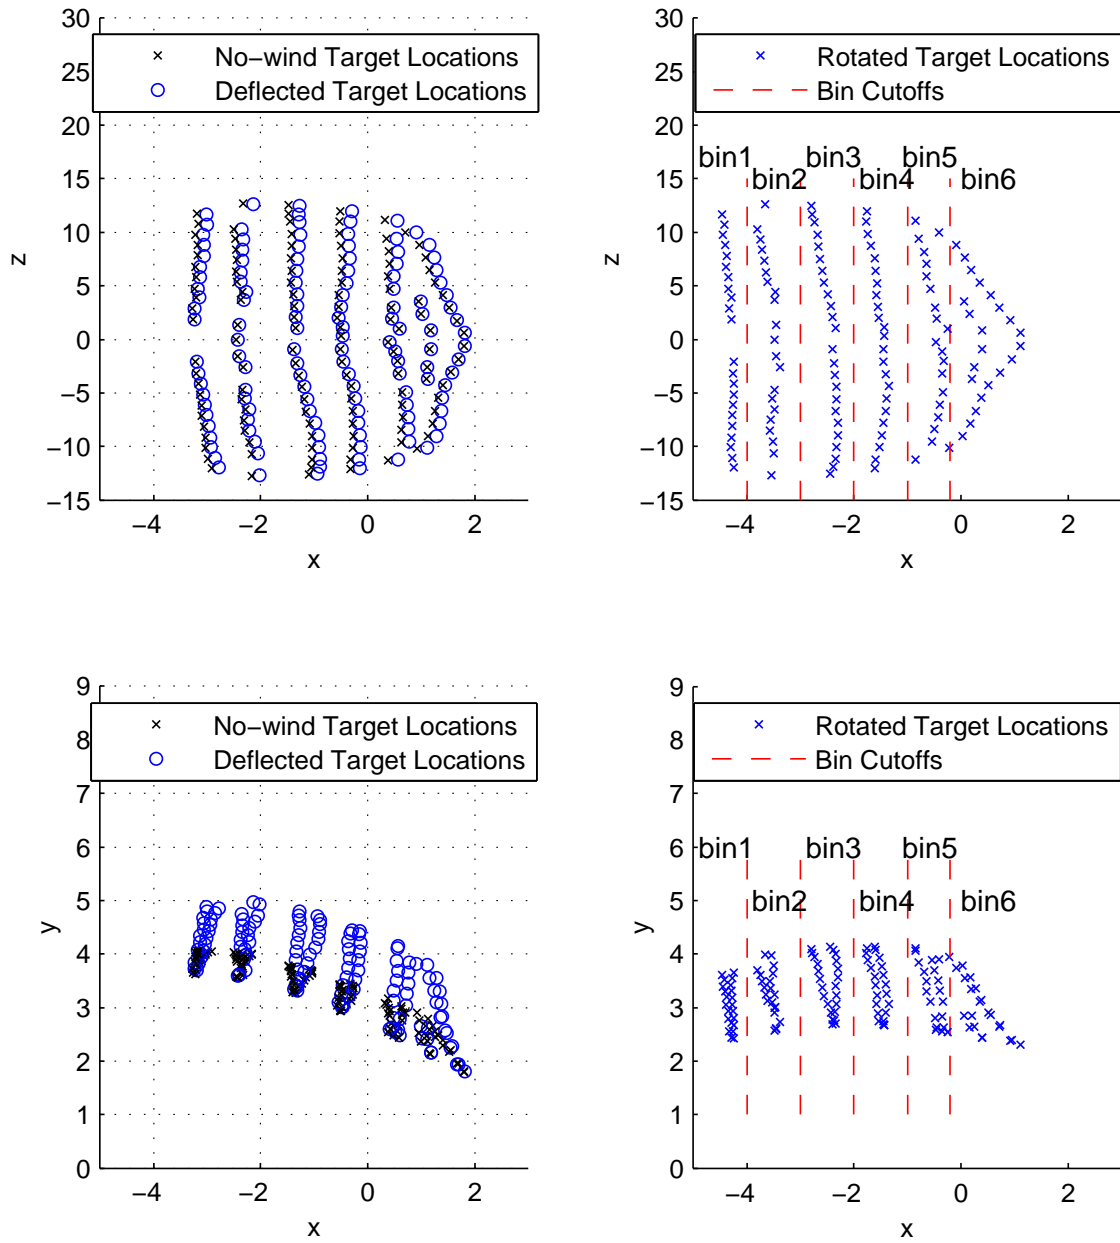 30
25
20
15
10
5
0
−5
−10
−15
z
−4
−2
0
2
x
No−wind Target Locations
Deflected Target Locations
30
25
20
15
10
5
0
−5
−10
−15
z
−4
−2
0
2
x
Rotated Target Locations
Bin Cutoffs
bin1
bin2
bin3
bin4
bin5
bin6
9
8
7
6
5
4
3
2
1
0
y
−4
−2
0
2
x
No−wind Target Locations
Deflected Target Locations
9
8
7
6
5
4
3
2
1
0
y
−4
−2
0
2
x
Rotated Target Locations
Bin Cutoffs
bin1
bin2
bin3
bin4
bin5
bin6